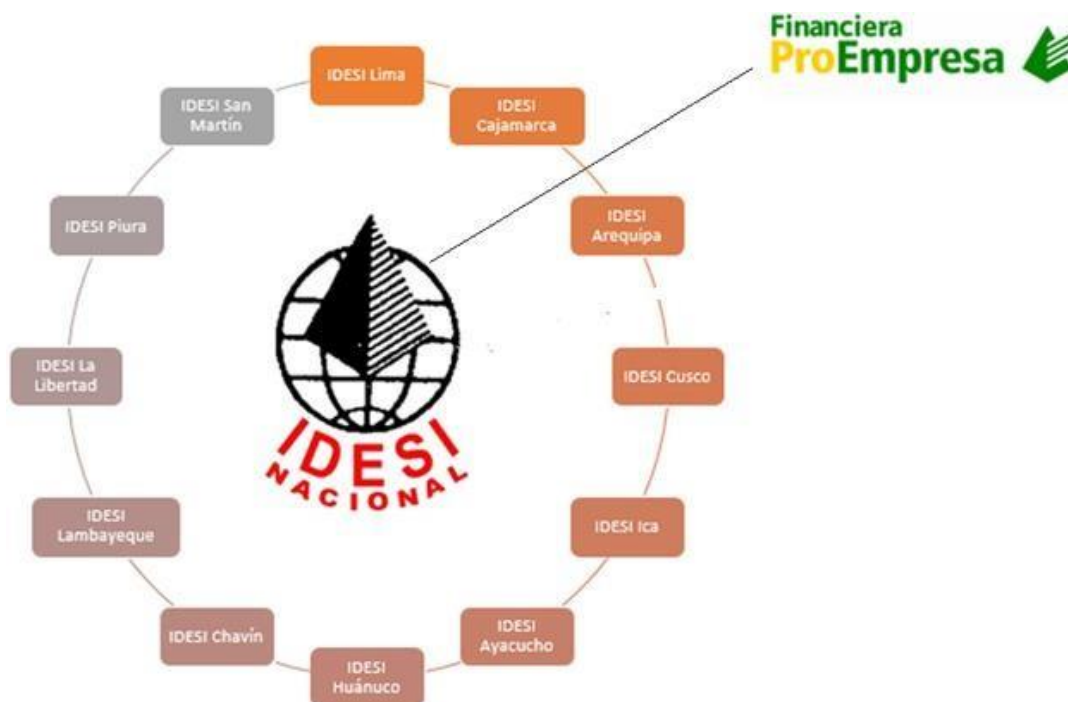 Financiera
ProEmpresa
IDESI Lima
IDESI
Cajamarca
IDESI
Arequipa
IDESI Cusco
IDESI Ica
IDESI
Ayacucho
IDESI
Huánuco
IDESI Chavín
IDESI
Lambayeque
IDESI La
Libertad
IDESI Piura
IDESI San
Martín
IDESI
NACIONAL